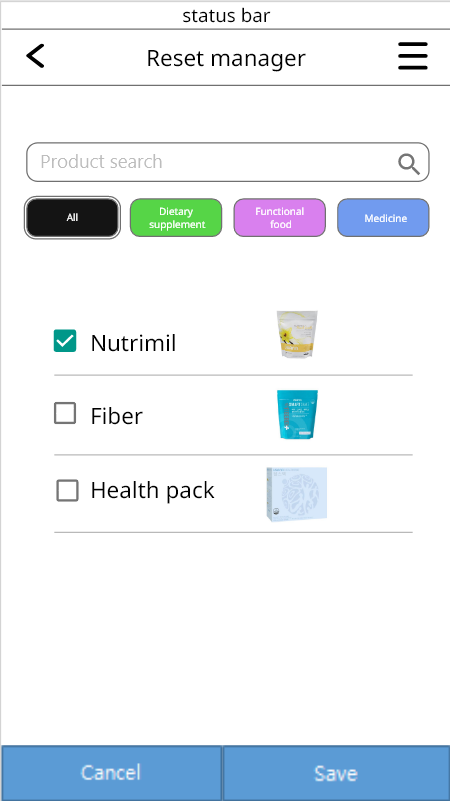 status bar
Reset manager
Product search
All
Dietary
supplement
Functional
food
Medicine
Nutrimil
Fiber
Health pack
Cancel
Save